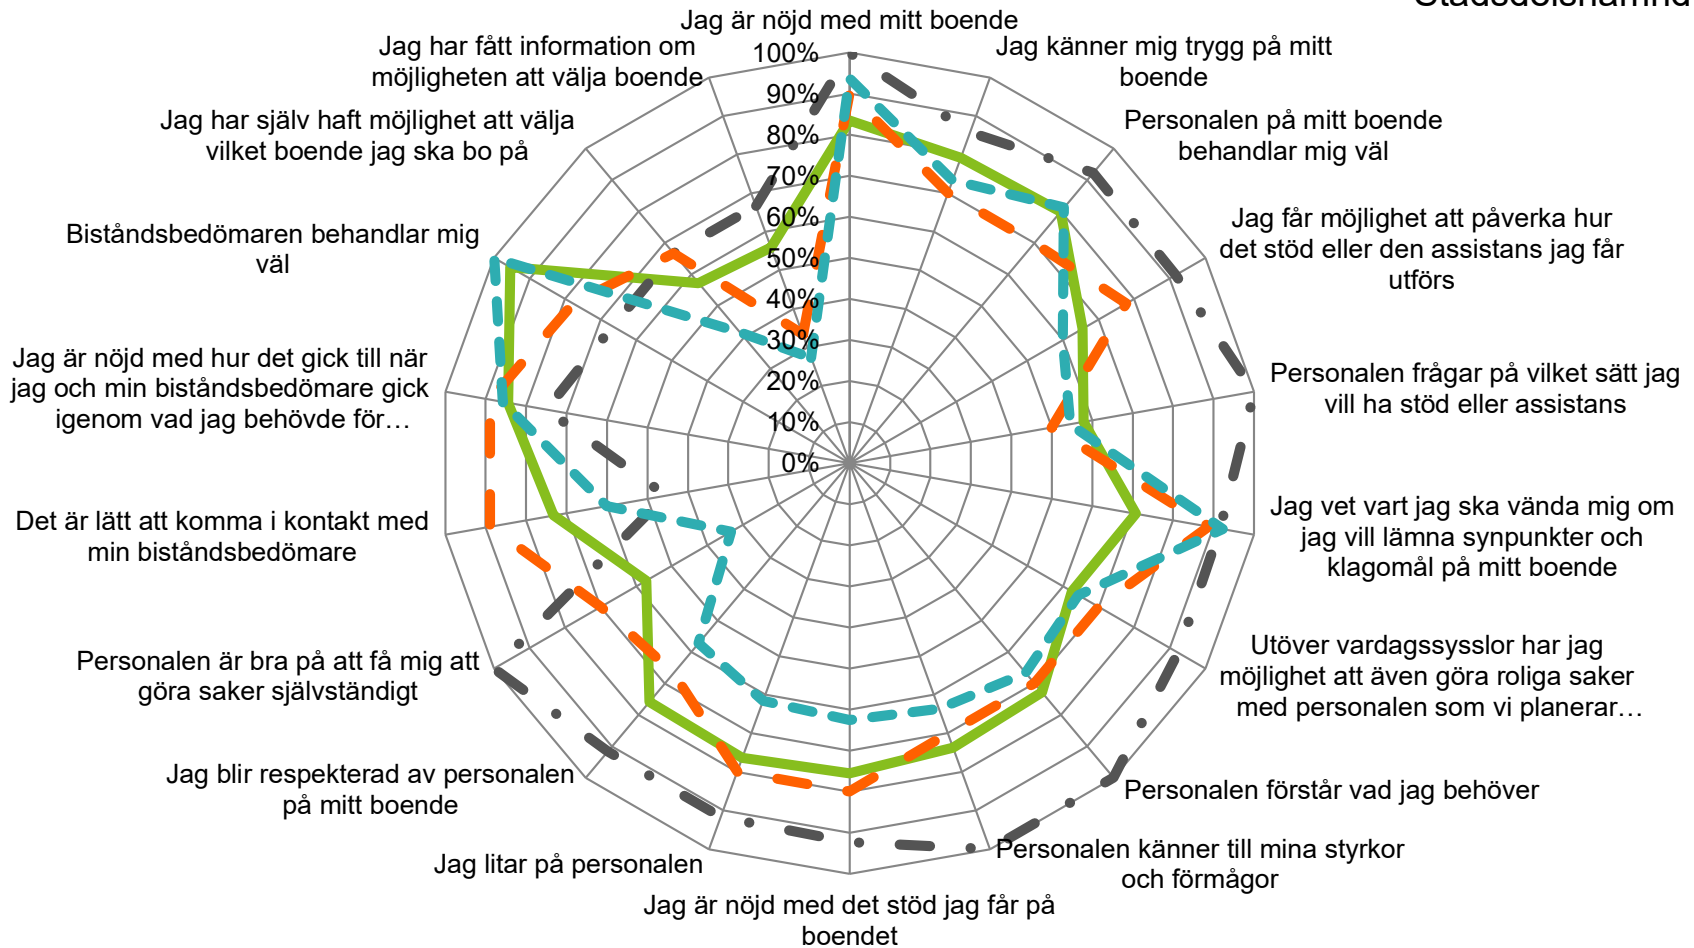 Jag är nöjd med mitt boende
Jag känner mig trygg på mitt
boende
Personalen på mitt boende
behandlar mig väl
Jag får möjlighet att påverka hur
det stöd eller den assistans jag får
utförs
Personalen frågar på vilket sätt jag
vill ha stöd eller assistans
Jag vet vart jag ska vända mig om
jag vill lämna synpunkter och
klagomål på mitt boende
Utöver vardagssysslor har jag
möjlighet att även göra roliga saker
med personalen som vi planerar…
Personalen förstår vad jag behöver
Personalen känner till mina styrkor
och förmågor
Jag är nöjd med det stöd jag får på
boendet
Jag litar på personalen
Jag blir respekterad av personalen
på mitt boende
Personalen är bra på att få mig att
göra saker självständigt
Det är lätt att komma i kontakt med
min biståndsbedömare
Jag är nöjd med hur det gick till när
jag och min biståndsbedömare gick
igenom vad jag behövde för…
Biståndsbedömaren behandlar mig
väl
Jag har själv haft möjlighet att välja
vilket boende jag ska bo på
Jag har fått information om
möjligheten att välja boende
100%
90%
80%
70%
60%
50%
40%
30%
20%
10%
0%